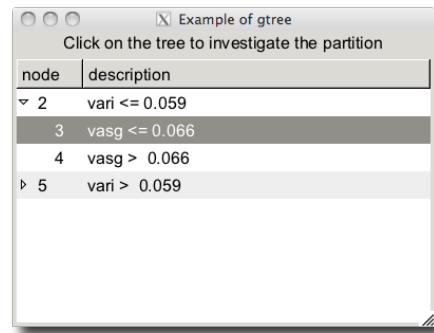 Example of gtree
Click on the tree to investigate the partition
node description
2 vari <= 0.059
3 vasg <= 0.066
4 vasg > 0.066
5 vari > 0.059